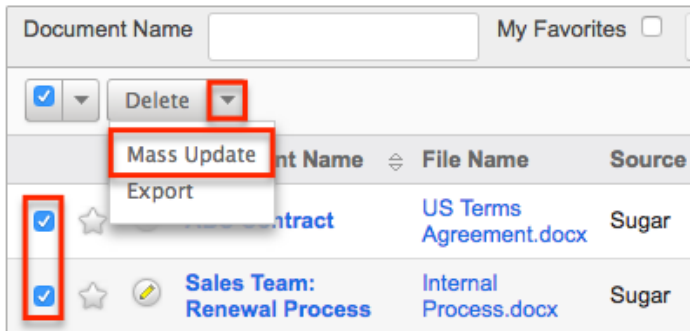 Document Name
My Favorites
Delete
Mass Update
Export
nt Name
File Name
Source
ntract
US Terms
Agreement.docx
Sugar
Sales Team:
Renewal Process
Internal
Process.docx
Sugar